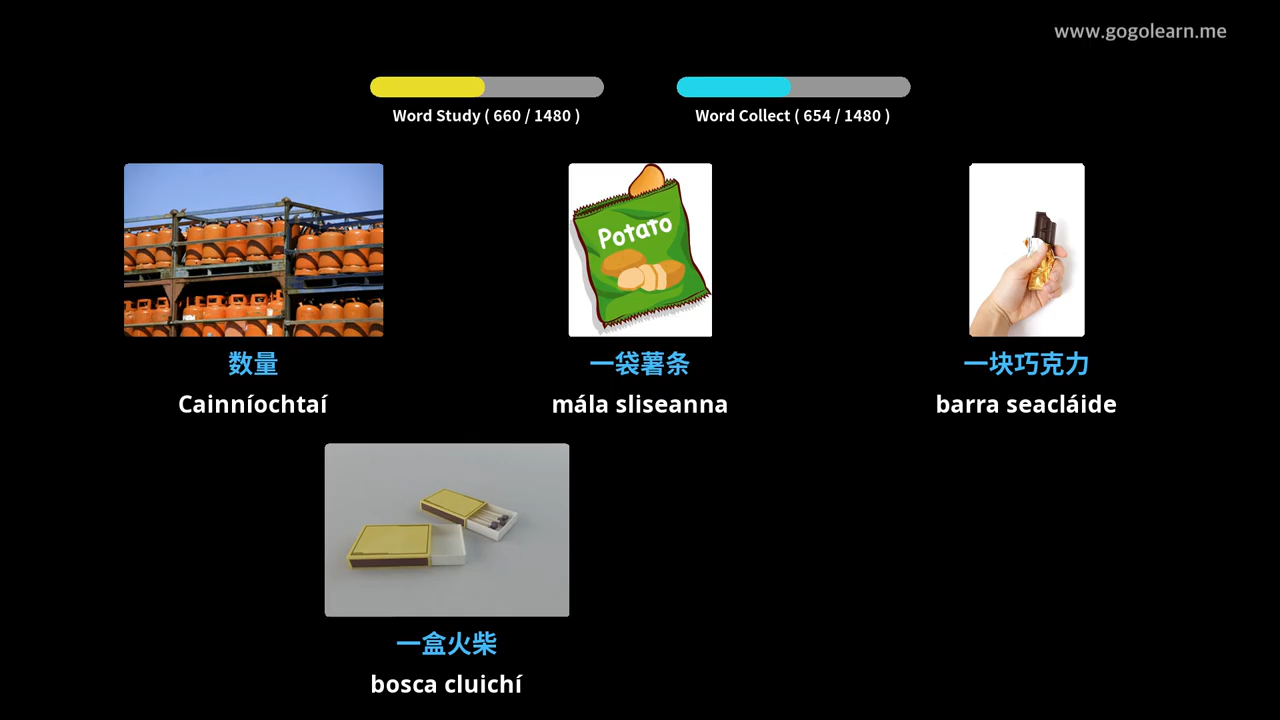 www.gogolearn.me
Word Study ( 660 / 1480 )
Word Collect ( 654 / 1480 )
Potato
数量
一袋薯条
一块巧克力
Cainníochtaí
mála sliseanna
barra seacláide
一盒火柴
bosca cluichí